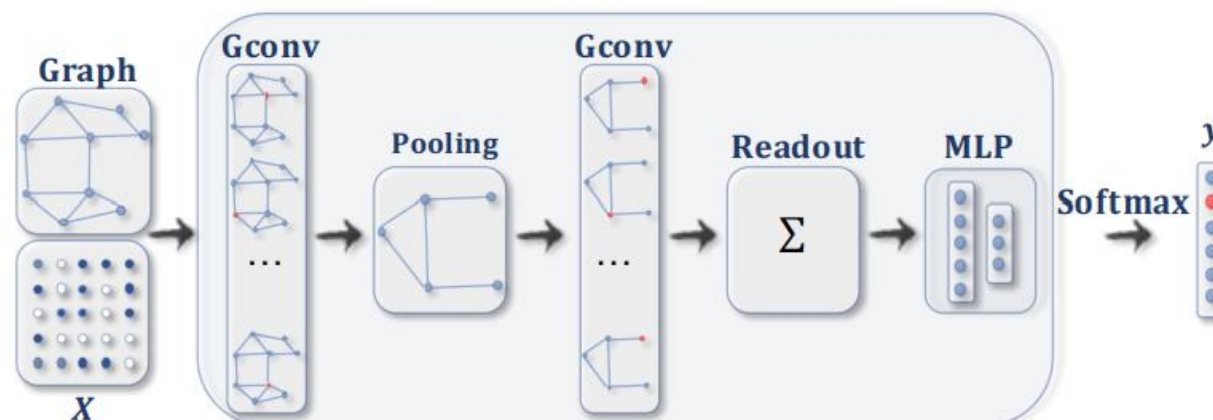 Graph
X
Gconv
...
Pooling
Gconv
...
Readout
Σ
MLP
Softmax
y